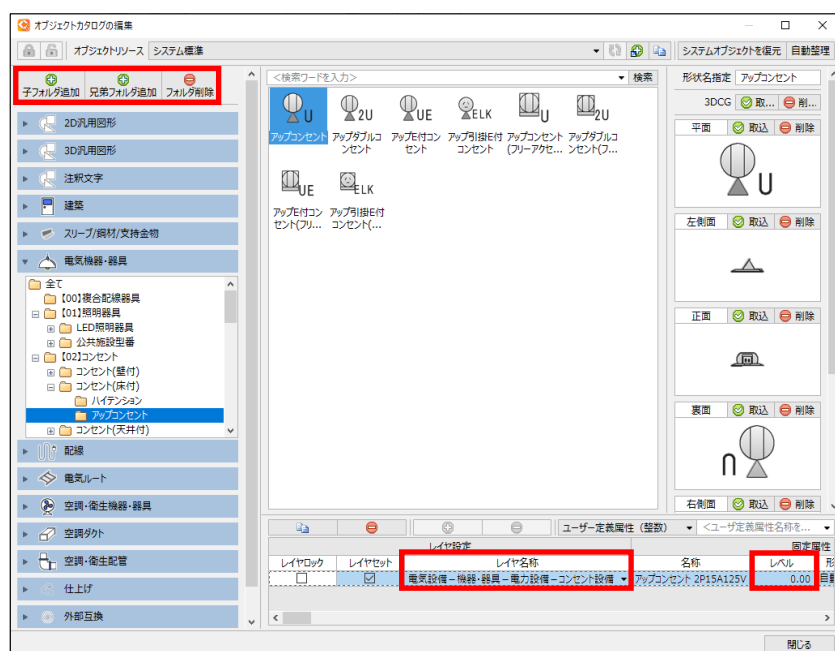 オブジェクトカタログの編集
オブジェクトリソース システム標準
システムオブジェクトを復元 自動整理
子フォルダ追加 兄弟フォルダ追加 フォルダ削除
2D汎用図形
3D汎用図形
注釈文字
建築
スリーブ/鋼材/支持金物
電気機器・器具
全て
【00】複合配線器具
【01】照明器具
LED照明器具
公共施設型番
【02】コンセント
コンセント(壁付)
コンセント(床付)
ハイテンション
アップコンセント
コンセント(天井付)
配線
電気ルート
空調・衛生機器・器具
空調ダクト
空調・衛生配管
仕上げ
外部互換
<検索ワードを入力> 検索
U 2U UE ELK U 2U
アップコンセント アップダブルコンセント アップE付コンセント アップ引掛E付コンセント アップコンセント(フリーアクセ... アップダブルコンセント(フ...
UE ELK
アップE付コンセント(フリ... アップ引掛E付コンセント(...
形状名指定 アップコンセント
3DCG 取... 削...
平面 取込 削除
U
左側面 取込 削除
正面 取込 削除
裏面 取込 削除
U
右側面 取込 削除
ユーザー定義属性（整数） <ユーザ定義属性名称を...
レイヤ設定 固定属性
レイヤロック レイヤセット レイヤ名称 名称 レベル 形
電気設備－機器・器具－電力設備－コンセント設備 アップコンセント 2P15A125V 0.00 自動
閉じる